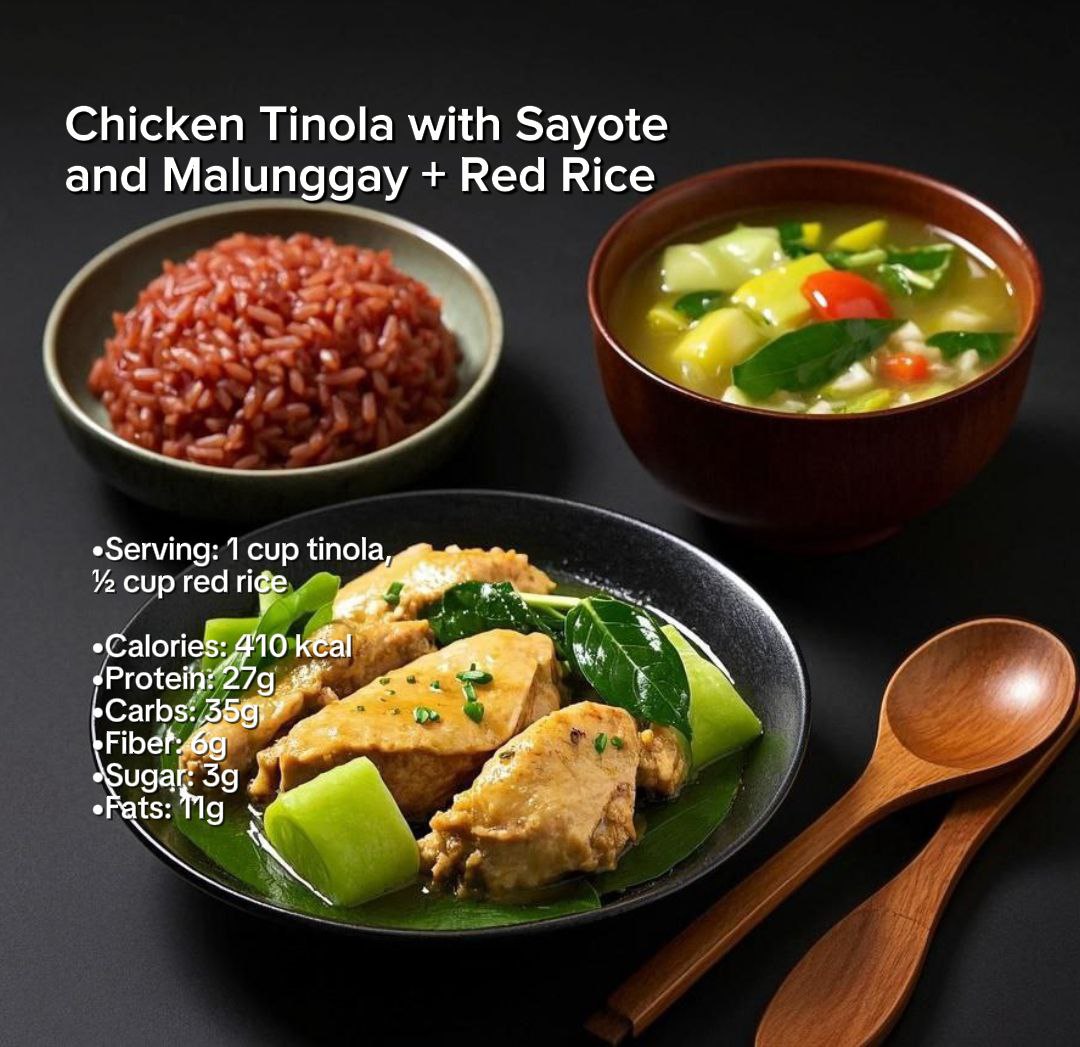 Chicken Tinola with Sayote
and Malunggay + Red Rice
•Serving: 1 cup tinola,
½ cup red rice
•Calories: 410 kcal
•Protein: 27g
•Carbs: 35g
•Fiber: 6g
•Sugar: 3g
•Fats: 11g